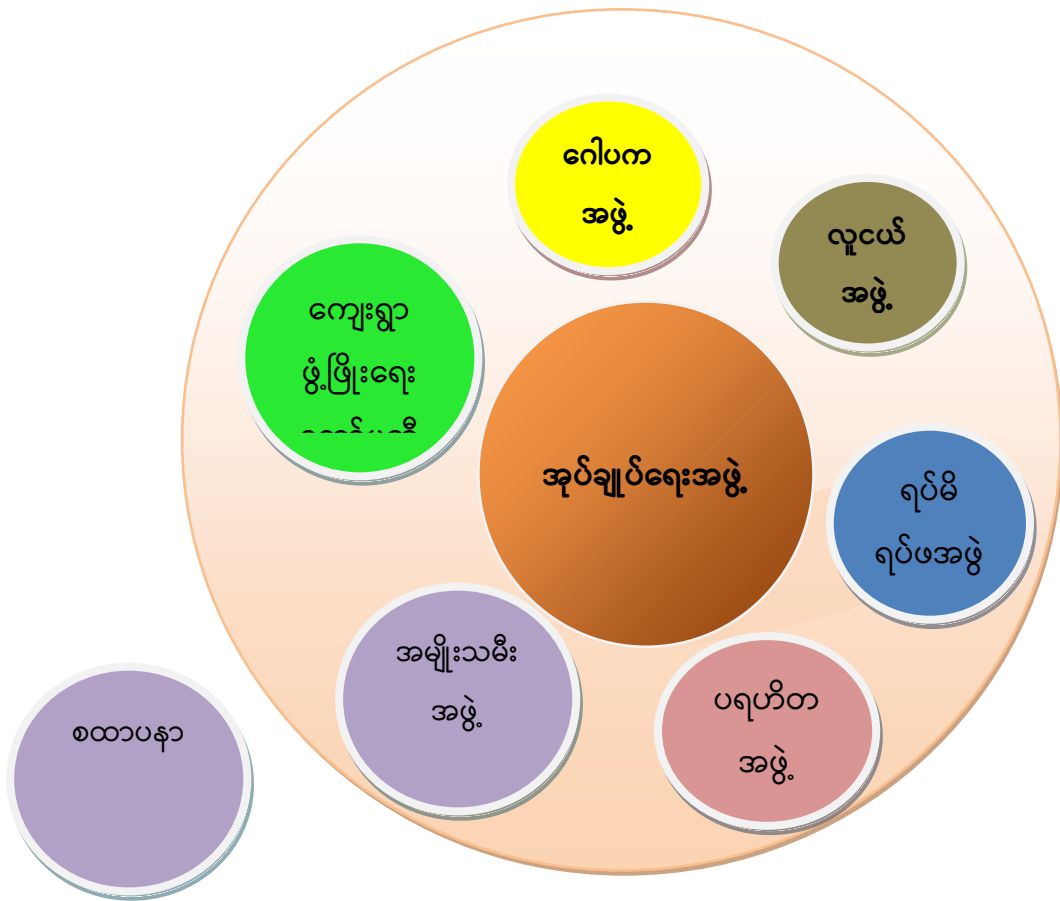 ဂေါပက
အဖွဲ့
လူငယ်
အဖွဲ့
ကျေးရွာ
ဖွံ့ဖြိုးရေး
အုပ်ချုပ်ရေးအဖွဲ့
ရပ်မိ
ရပ်ဖအဖွဲ
အမျိုးသမီး
အဖွဲ့
ပရဟိတ
အဖွဲ့
စထာပနာ